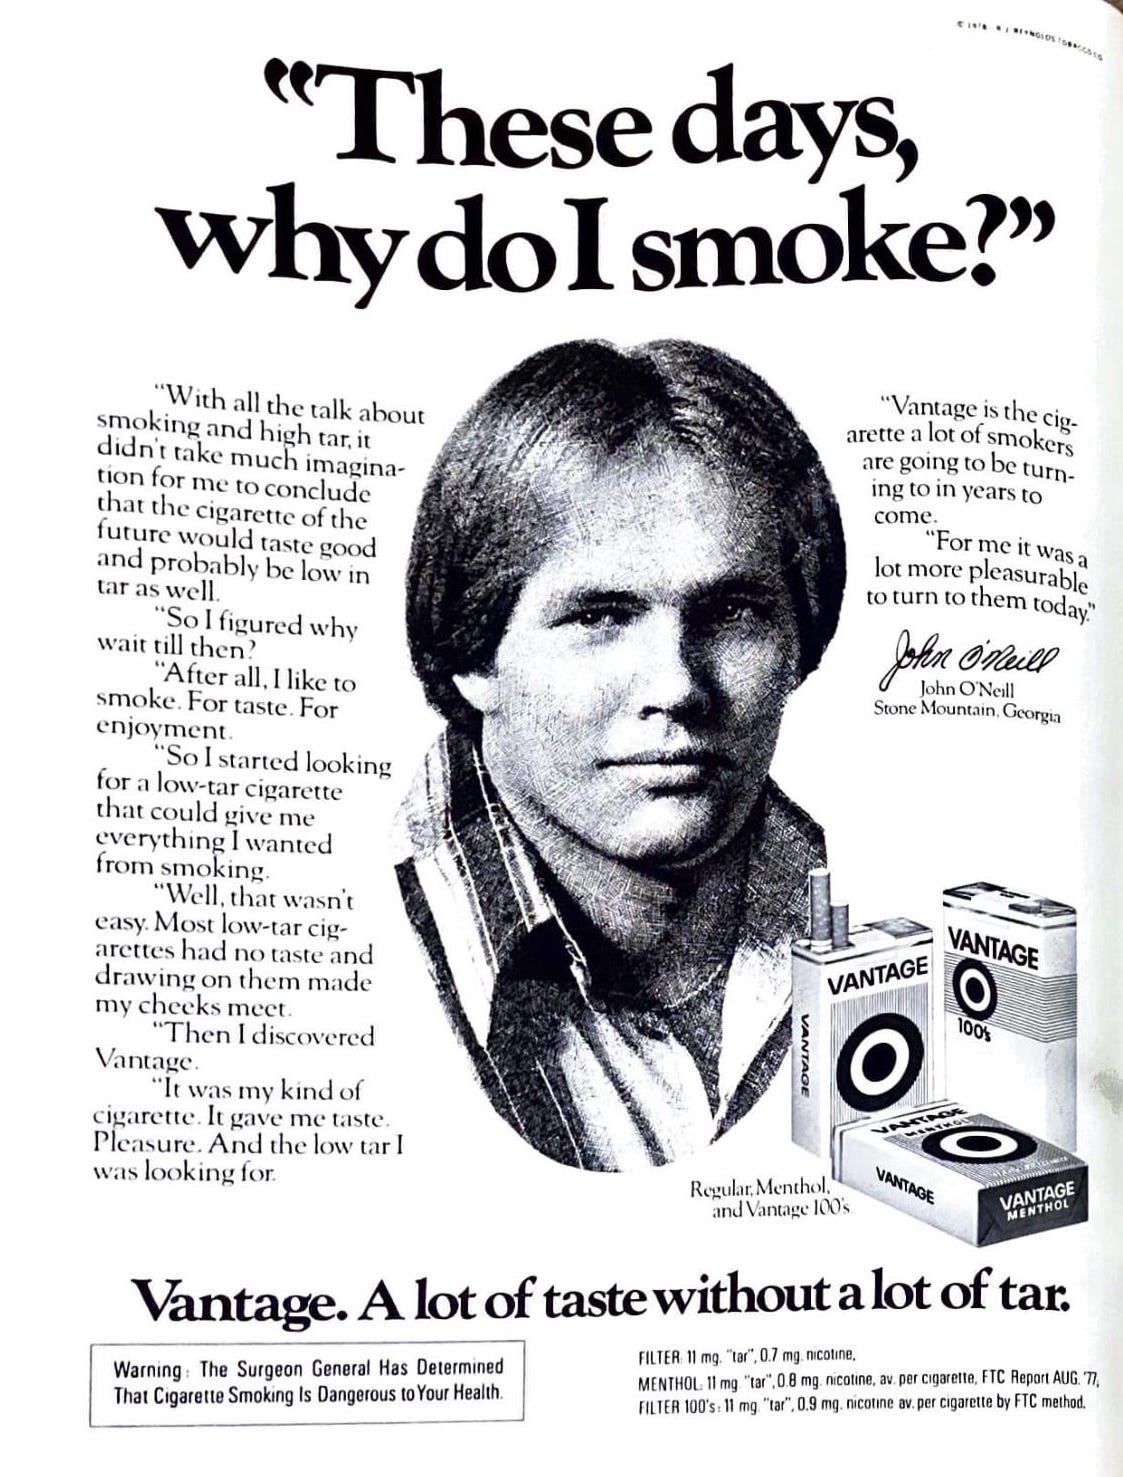 © 1978 R J REYNOLDS TOBACCO CO
“These days,
why do I smoke?”
“With all the talk about
smoking and high tar, it
didn't take much imagina-
tion for me to conclude
that the cigarette of the
future would taste good
and probably be low in
tar as well.
“So I figured why
wait till then?
“After all, I like to
smoke. For taste. For
enjoyment.
“So I started looking
for a low-tar cigarette
that could give me
everything I wanted
from smoking.
“Well, that wasn't
easy. Most low-tar cig-
arettes had no taste and
drawing on them made
my cheeks meet.
“Then I discovered
Vantage.
“It was my kind of
cigarette. It gave me taste.
Pleasure. And the low tar I
was looking for.
“Vantage is the cig-
arette a lot of smokers
are going to be turn-
ing to in years to
come.
“For me it was a
lot more pleasurable
to turn to them today.”
John O'Neill
John O'Neill
Stone Mountain, Georgia
VANTAGE
VANTAGE
VANTAGE
100's
VANTAGE
MENTHOL
VANTAGE
VANTAGE
MENTHOL
Regular, Menthol,
and Vantage 100's
Vantage. A lot of taste without a lot of tar.
Warning: The Surgeon General Has Determined
That Cigarette Smoking Is Dangerous to Your Health.
FILTER: 11 mg. "tar", 0.7 mg. nicotine,
MENTHOL: 11 mg "tar", 0.8 mg. nicotine, av. per cigarette, FTC Report AUG. '77,
FILTER 100's: 11 mg. "tar", 0.9 mg. nicotine av. per cigarette by FTC method.